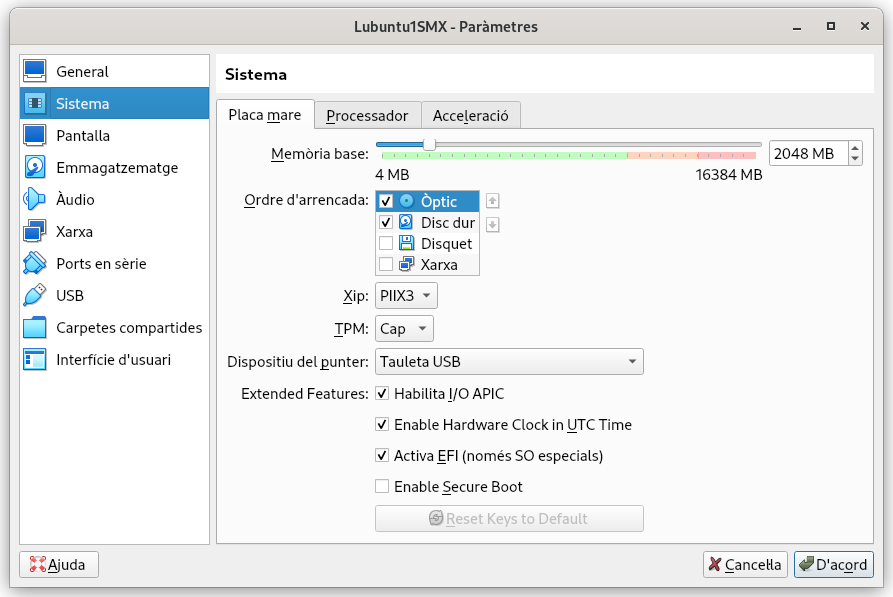 Lubuntu1SMX - Paràmetres
General
Sistema
Pantalla
Emmagatzematge
Àudio
Xarxa
Ports en sèrie
USB
Carpetes compartides
Interfície d'usuari
Sistema
Placa mare Processador Acceleració
Memòria base: 2048 MB
4 MB 16384 MB
Ordre d'arrencada: Òptic
Disc dur
Disquet
Xarxa
Xip: PIIX3
TPM: Cap
Dispositiu del punter: Tauleta USB
Extended Features: Habilita I/O APIC
Enable Hardware Clock in UTC Time
Activa EFI (només SO especials)
Enable Secure Boot
Reset Keys to Default
Ajuda Cancel·la D'acord